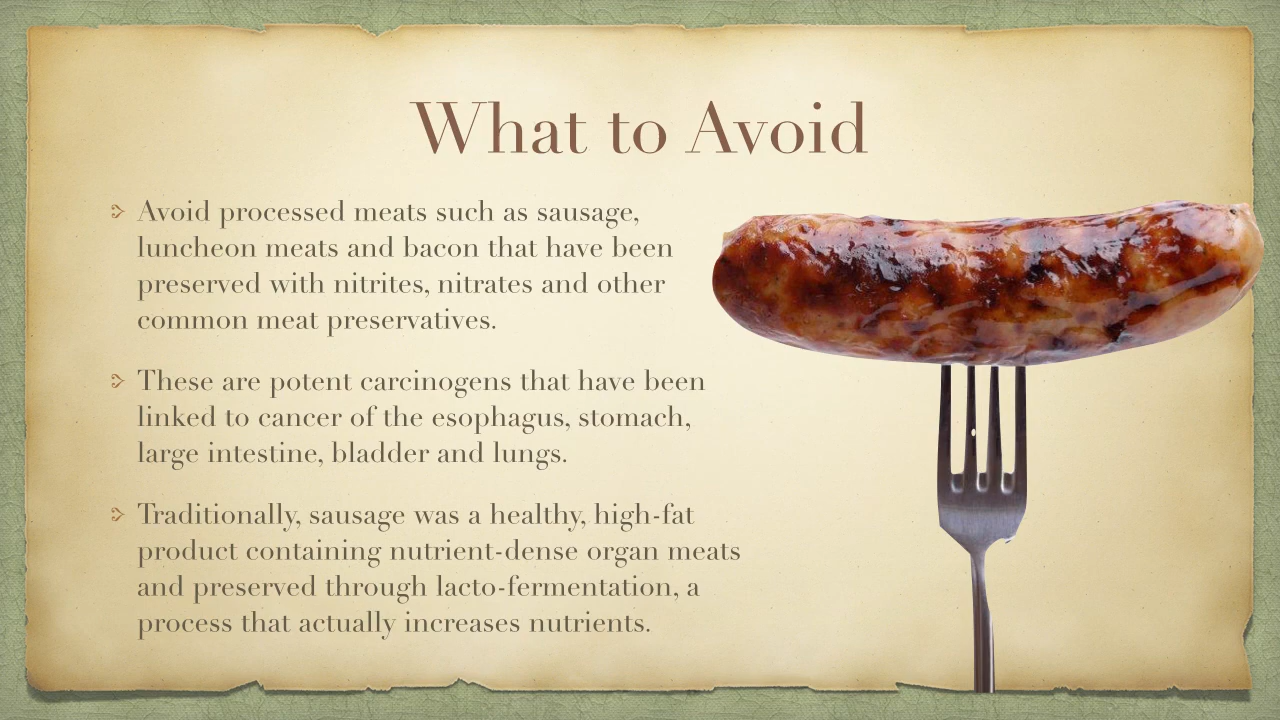 What to Avoid
Avoid processed meats such as sausage,
luncheon meats and bacon that have been
preserved with nitrites, nitrates and other
common meat preservatives.
These are potent carcinogens that have been
linked to cancer of the esophagus, stomach,
large intestine, bladder and lungs.
Traditionally, sausage was a healthy, high-fat
product containing nutrient-dense organ meats
and preserved through lacto-fermentation, a
process that actually increases nutrients.